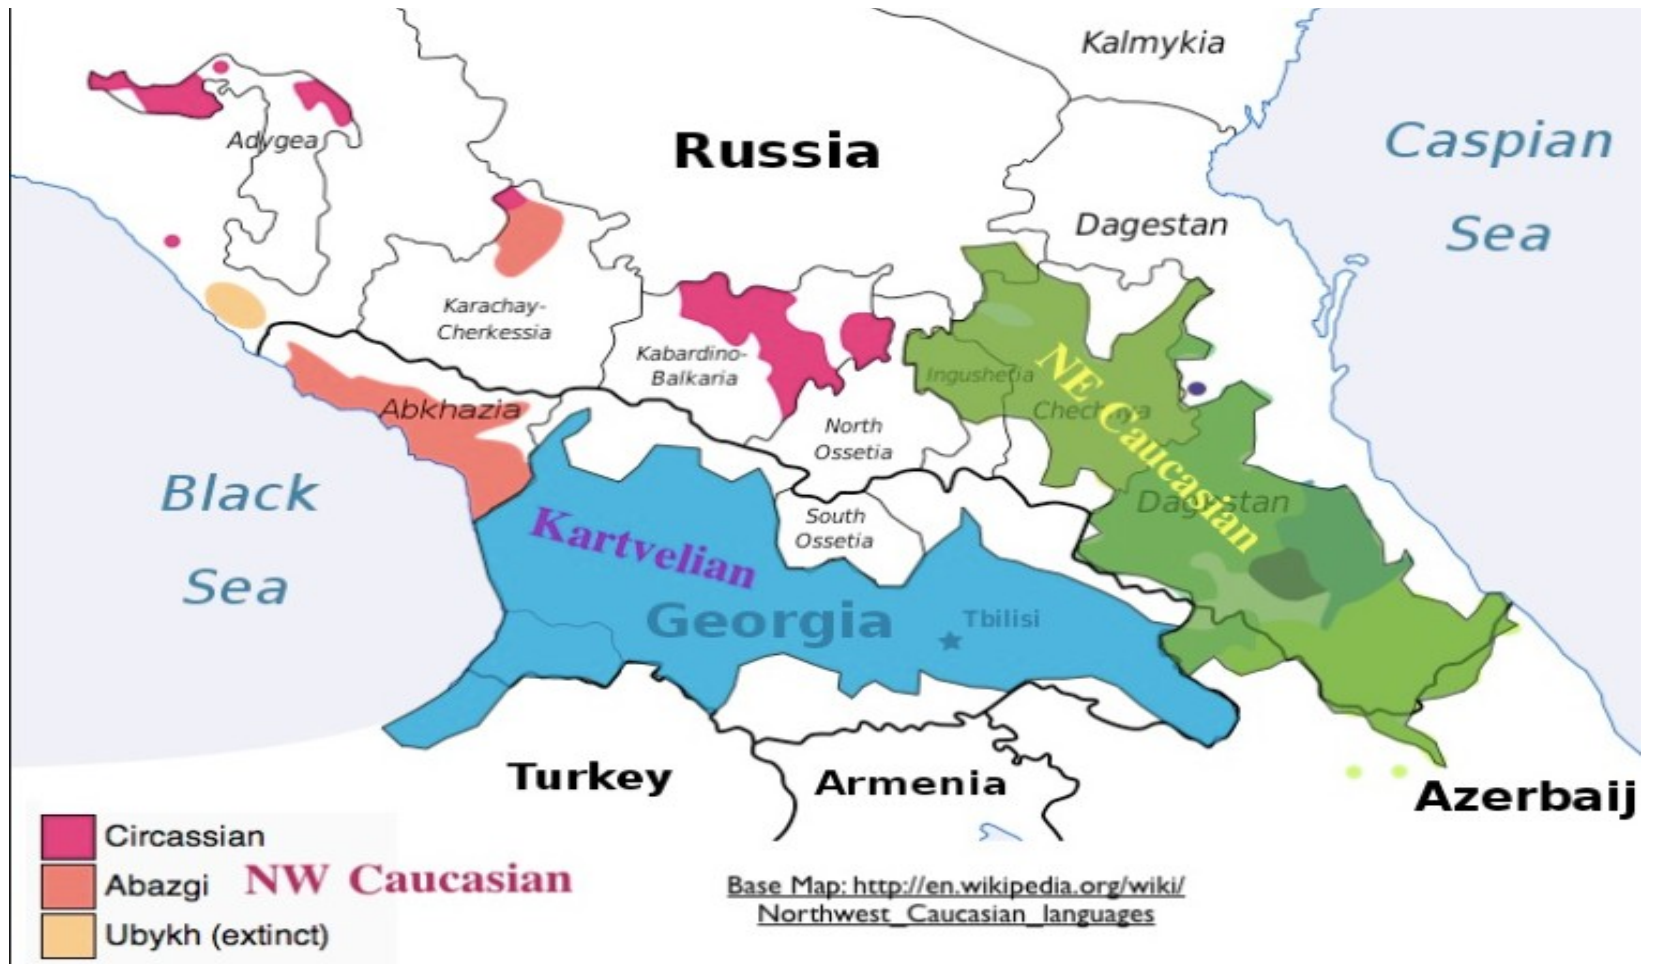 Kalmykia
Caspian
Sea
Russia
Adygea
Dagestan
Karachay-
Cherkessia
Kabardino-
Balkaria
Ingushetia
Chechnya
NE Caucasian
Abkhazia
North
Ossetia
Black
Sea
Dagestan
South
Ossetia
Kartvelian
Georgia
Tbilisi
Turkey
Armenia
Azerbaij
Circassian
Abazgi
NW Caucasian
Ubykh (extinct)
Base Map: http://en.wikipedia.org/wiki/
Northwest_Caucasian_languages